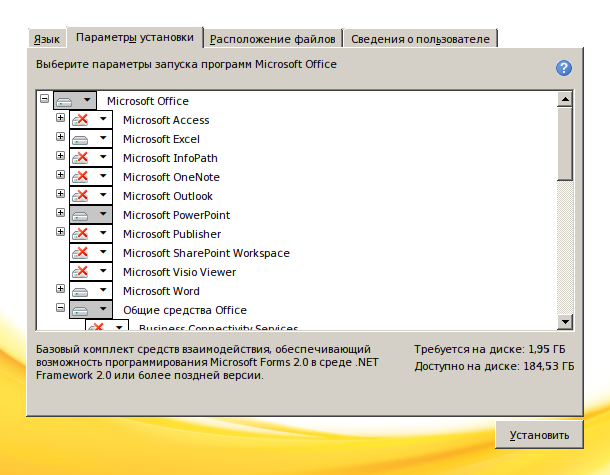 Язык Параметры установки Расположение файлов Сведения о пользователе
Выберите параметры запуска программ Microsoft Office
?
Microsoft Office
Microsoft Access
Microsoft Excel
Microsoft InfoPath
Microsoft OneNote
Microsoft Outlook
Microsoft PowerPoint
Microsoft Publisher
Microsoft SharePoint Workspace
Microsoft Visio Viewer
Microsoft Word
Общие средства Office
Business Connectivity Services
Базовый комплект средств взаимодействия, обеспечивающий
возможность программирования Microsoft Forms 2.0 в среде .NET
Framework 2.0 или более поздней версии.
Требуется на диске: 1,95 ГБ
Доступно на диске: 184,53 ГБ
Установить